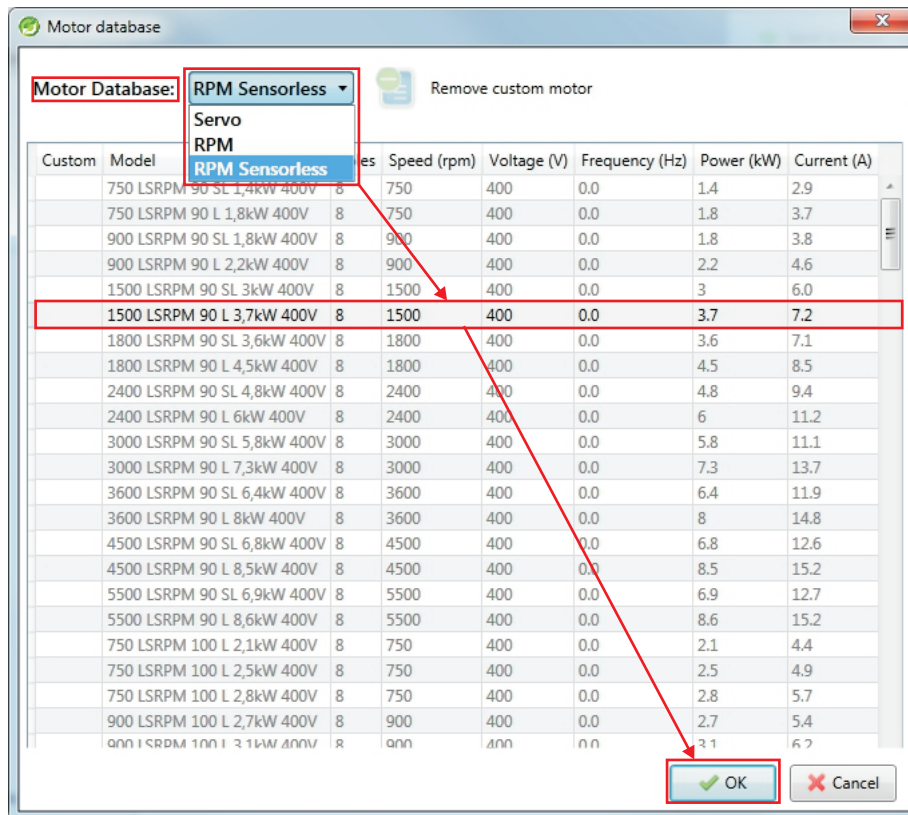 Motor database
Motor Database: RPM Sensorless Remove custom motor
Servo
RPM
RPM Sensorless
Custom Model es Speed (rpm) Voltage (V) Frequency (Hz) Power (kW) Current (A)
750 LSRPM 90 SL 1,4kW 400V 8 750 400 0.0 1.4 2.9
750 LSRPM 90 L 1,8kW 400V 8 750 400 0.0 1.8 3.7
900 LSRPM 90 SL 1,8kW 400V 8 900 400 0.0 1.8 3.8
900 LSRPM 90 L 2,2kW 400V 8 900 400 0.0 2.2 4.6
1500 LSRPM 90 SL 3kW 400V 8 1500 400 0.0 3 6.0
1500 LSRPM 90 L 3,7kW 400V 8 1500 400 0.0 3.7 7.2
1800 LSRPM 90 SL 3,6kW 400V 8 1800 400 0.0 3.6 7.1
1800 LSRPM 90 L 4,5kW 400V 8 1800 400 0.0 4.5 8.5
2400 LSRPM 90 SL 4,8kW 400V 8 2400 400 0.0 4.8 9.4
2400 LSRPM 90 L 6kW 400V 8 2400 400 0.0 6 11.2
3000 LSRPM 90 SL 5,8kW 400V 8 3000 400 0.0 5.8 11.1
3000 LSRPM 90 L 7,3kW 400V 8 3000 400 0.0 7.3 13.7
3600 LSRPM 90 SL 6,4kW 400V 8 3600 400 0.0 6.4 11.9
3600 LSRPM 90 L 8kW 400V 8 3600 400 0.0 8 14.8
4500 LSRPM 90 SL 6,8kW 400V 8 4500 400 0.0 6.8 12.6
4500 LSRPM 90 L 8,5kW 400V 8 4500 400 0.0 8.5 15.2
5500 LSRPM 90 SL 6,9kW 400V 8 5500 400 0.0 6.9 12.7
5500 LSRPM 90 L 8,6kW 400V 8 5500 400 0.0 8.6 15.2
750 LSRPM 100 L 2,1kW 400V 8 750 400 0.0 2.1 4.4
750 LSRPM 100 L 2,5kW 400V 8 750 400 0.0 2.5 4.9
750 LSRPM 100 L 2,8kW 400V 8 750 400 0.0 2.8 5.7
900 LSRPM 100 L 2,7kW 400V 8 900 400 0.0 2.7 5.4
900 LSRPM 100 L 3,1kW 400V 8 900 400 0.0 3.1 6.2
OK Cancel